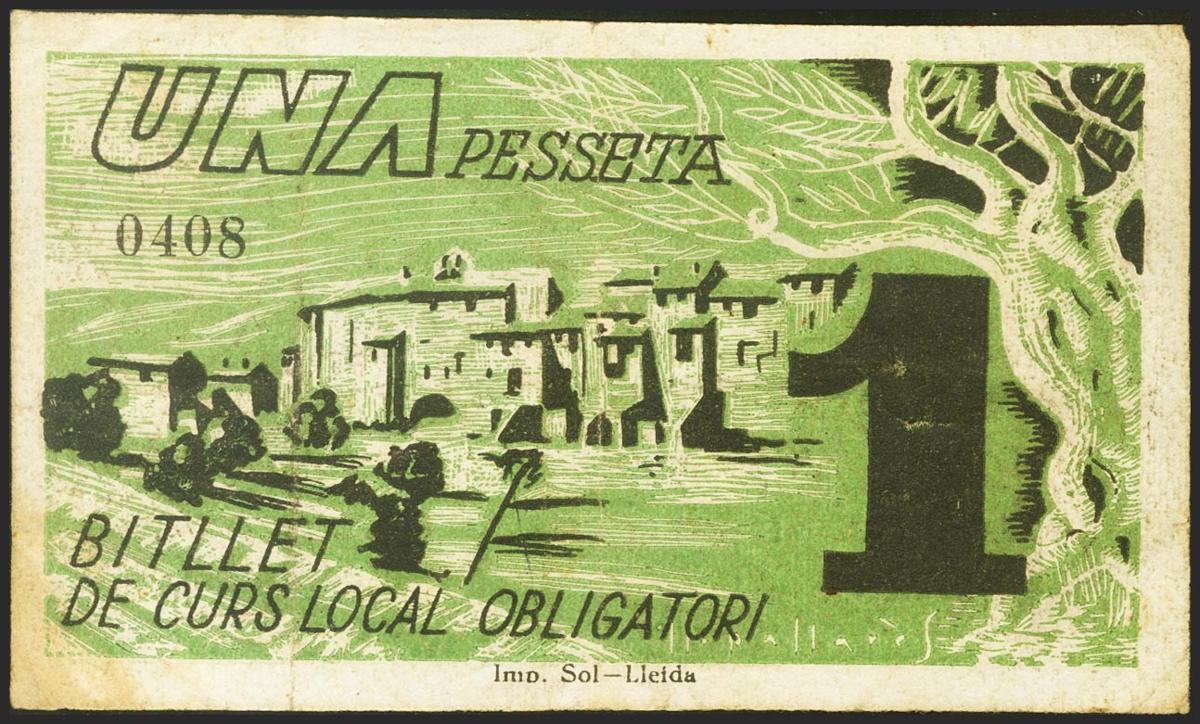 UNA PESSETA
0408
1
BITLLET
DE CURS LOCAL OBLIGATORI
Imp. Sol—Lleida